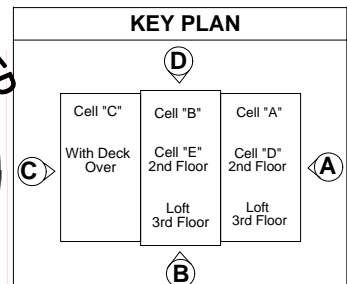 KEY PLAN
D
Cell "C"
With Deck
Over
Cell "B"
Cell "E"
2nd Floor
Loft
3rd Floor
Cell "A"
Cell "D"
2nd Floor
Loft
3rd Floor
C
A
B
ED